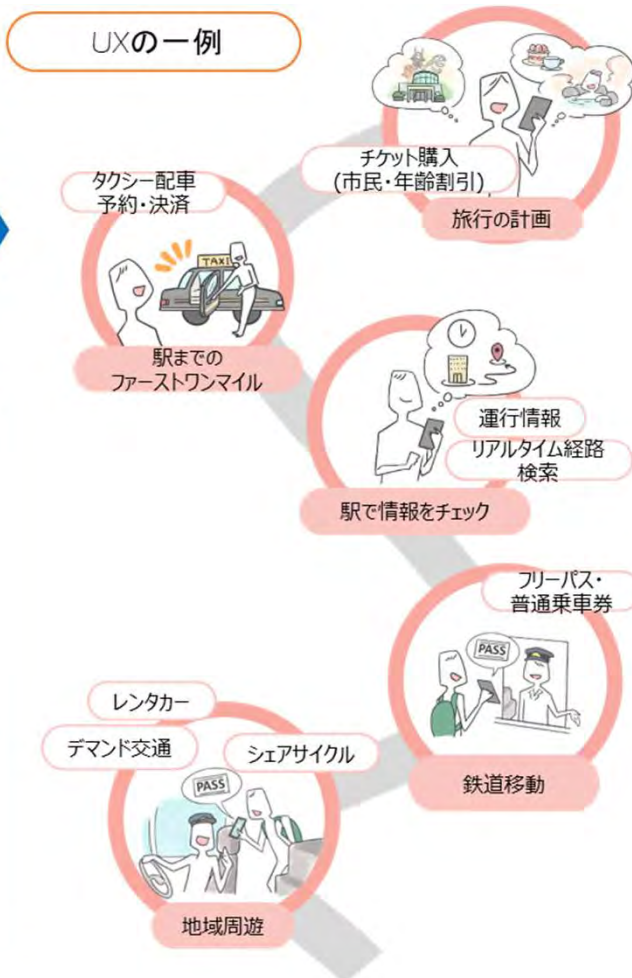 UXの一例
チケット購入
(市民・年齢割引)
旅行の計画
タクシー配車
予約・決済
TAXI
駅までの
ファーストワンマイル
運行情報
リアルタイム経路
検索
駅で情報をチェック
フリーパス・
普通乗車券
PASS
鉄道移動
レンタカー
デマンド交通
シェアサイクル
PASS
地域周遊